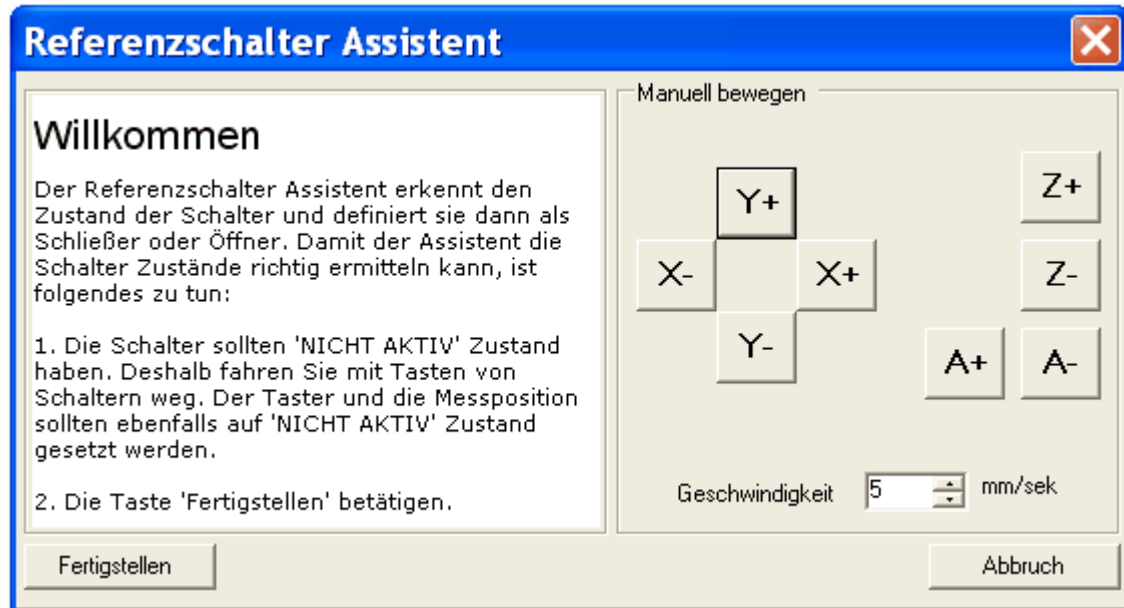 Referenzschalter Assistent
Willkommen
Der Referenzschalter Assistent erkennt den
Zustand der Schalter und definiert sie dann als
Schließer oder Öffner. Damit der Assistent die
Schalter Zustände richtig ermitteln kann, ist
folgendes zu tun:
1. Die Schalter sollten 'NICHT AKTIV' Zustand
haben. Deshalb fahren Sie mit Tasten von
Schaltern weg. Der Taster und die Messposition
sollten ebenfalls auf 'NICHT AKTIV' Zustand
gesetzt werden.
2. Die Taste 'Fertigstellen' betätigen.
Manuell bewegen
Y+
Z+
X- X+
Z-
Y-
A+ A-
Geschwindigkeit 5 mm/sek
Fertigstellen
Abbruch